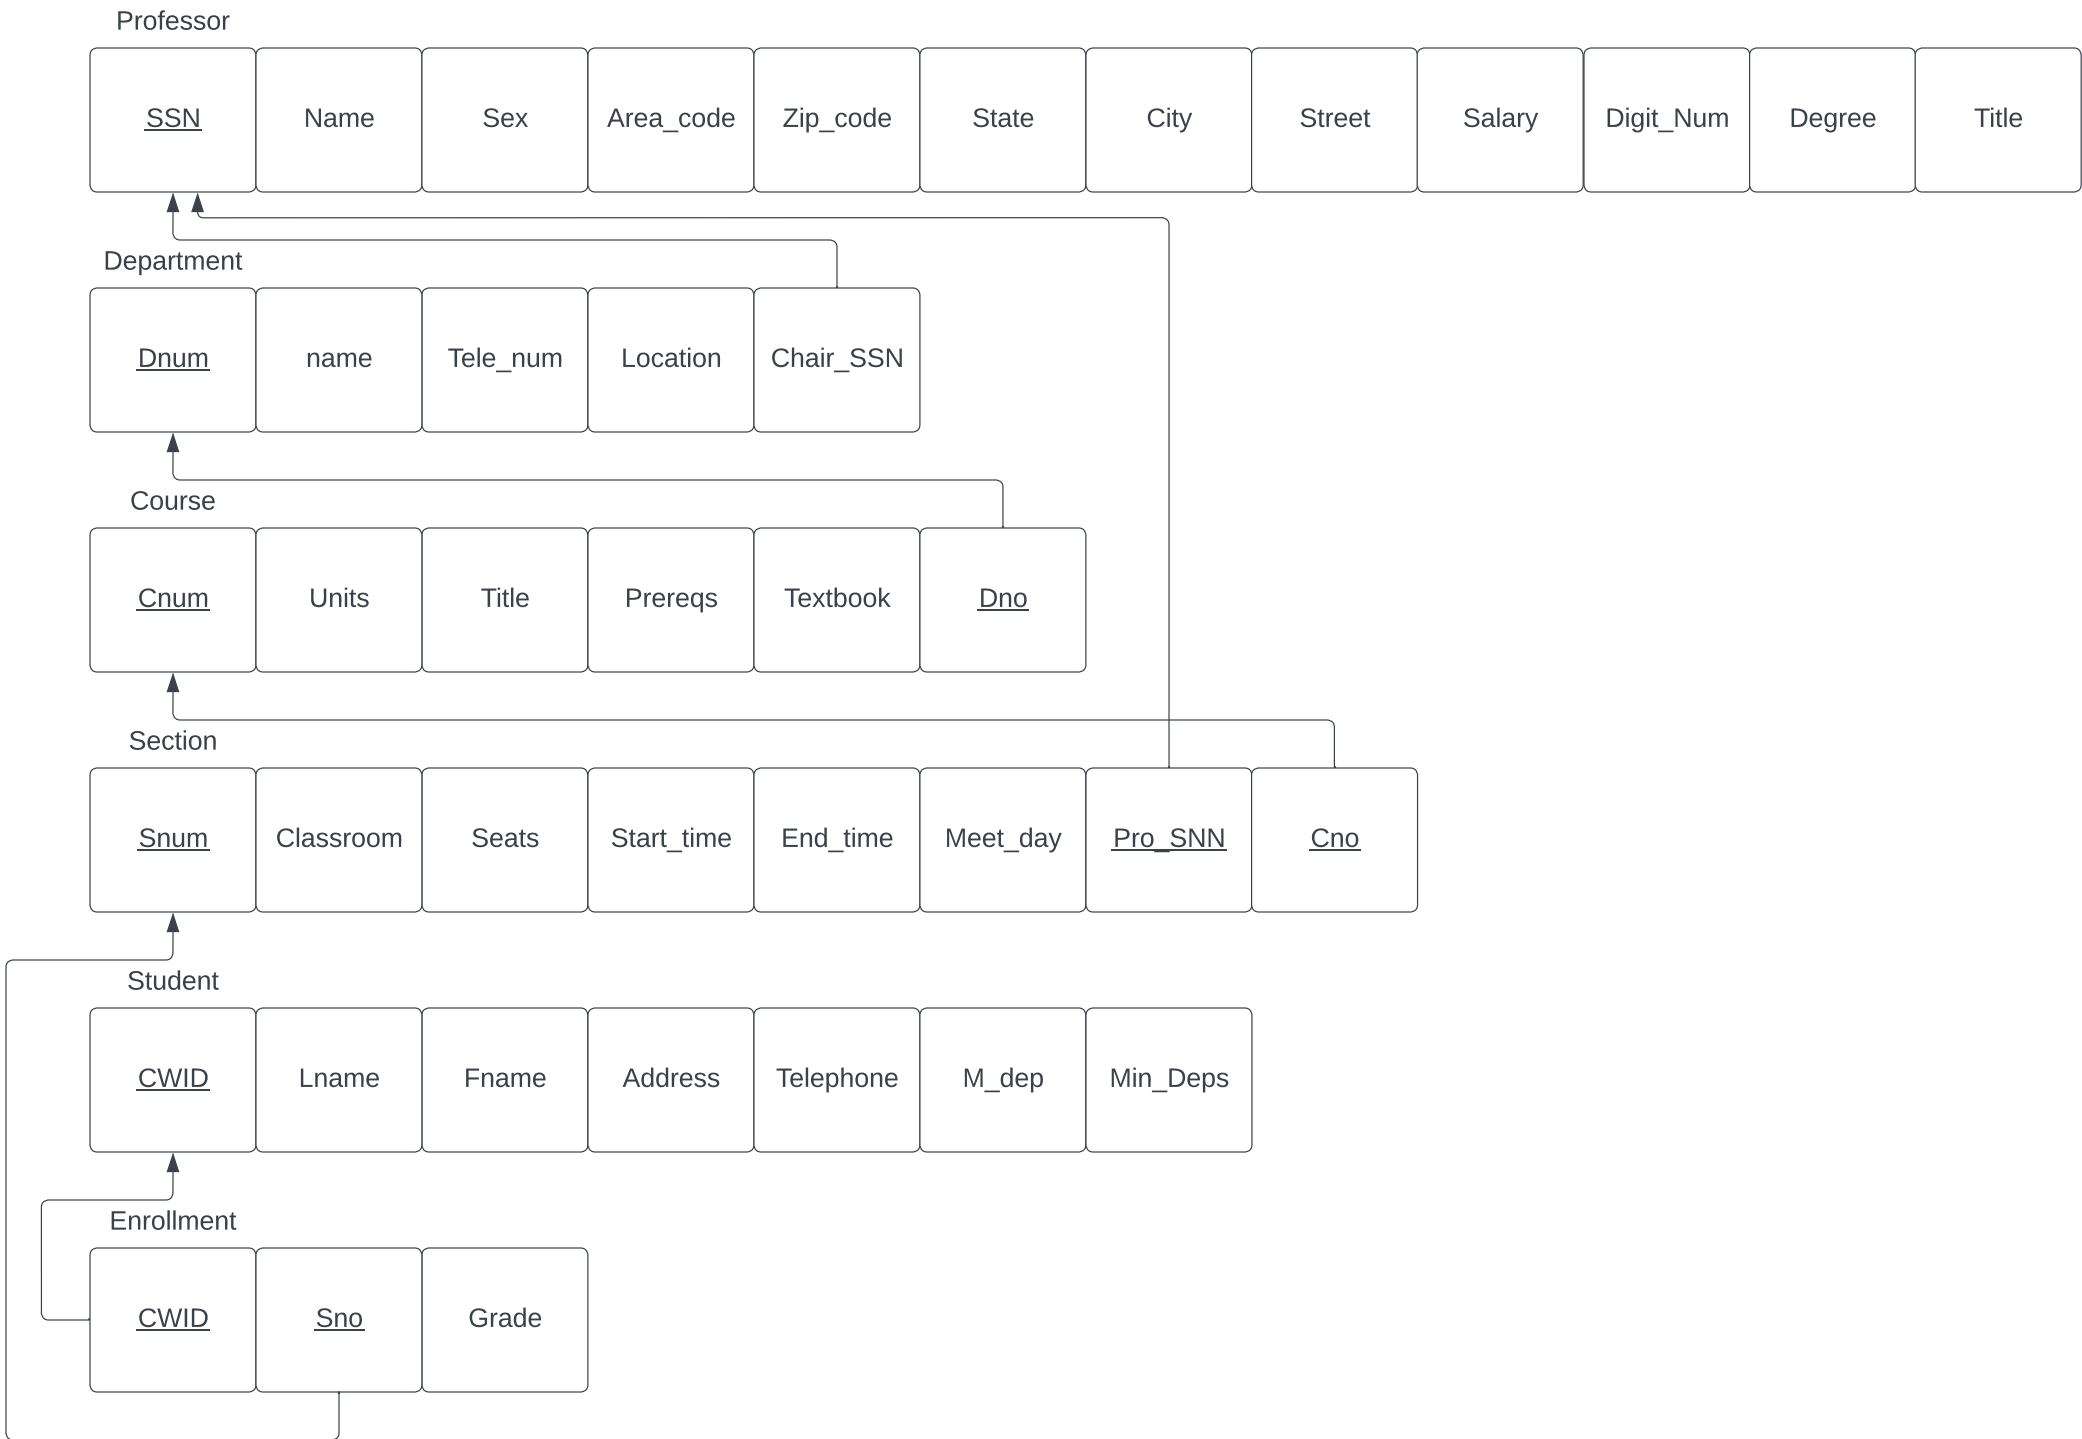 Professor
SSN Name Sex Area_code Zip_code State City Street Salary Digit_Num Degree Title
Department
Dnum name Tele_num Location Chair_SSN
Course
Cnum Units Title Prereqs Textbook Dno
Section
Snum Classroom Seats Start_time End_time Meet_day Pro_SNN Cno
Student
CWID Lname Fname Address Telephone M_dep Min_Deps
Enrollment
CWID Sno Grade